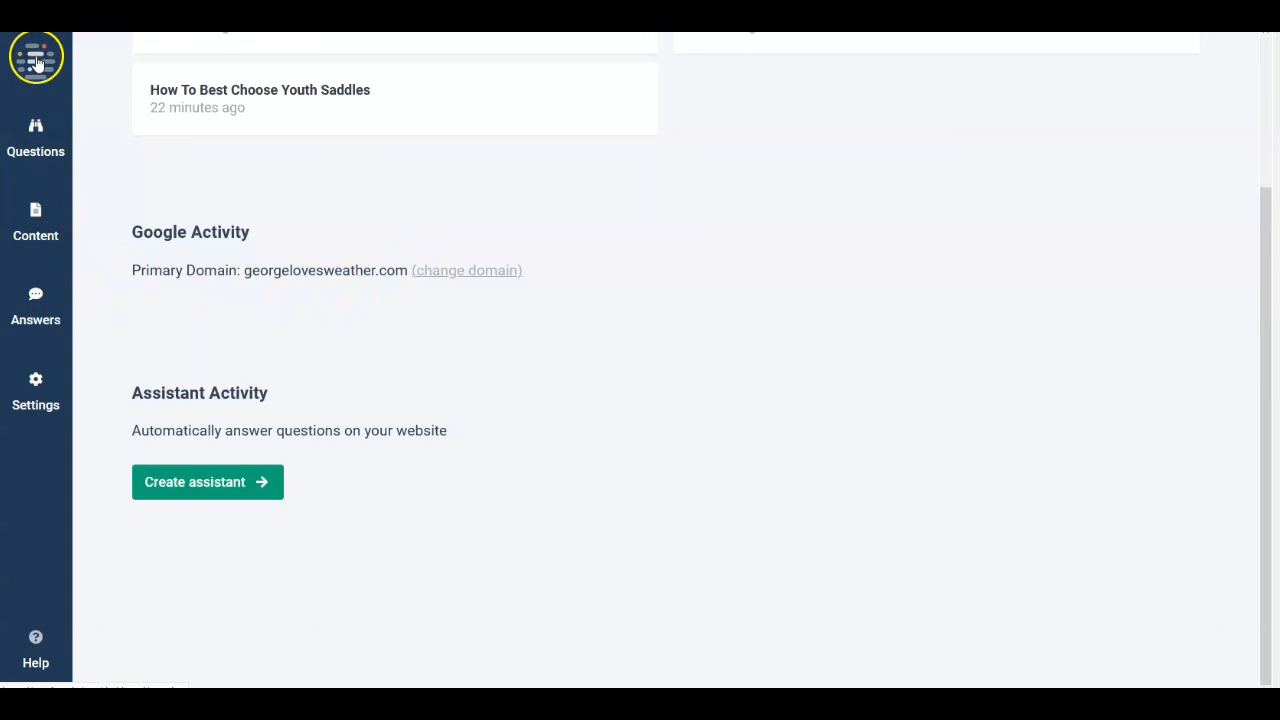 How To Best Choose Youth Saddles
22 minutes ago
Questions
Content
Google Activity
Primary Domain: georgelovesweather.com (change domain)
Answers
Assistant Activity
Settings
Automatically answer questions on your website
Create assistant →
Help